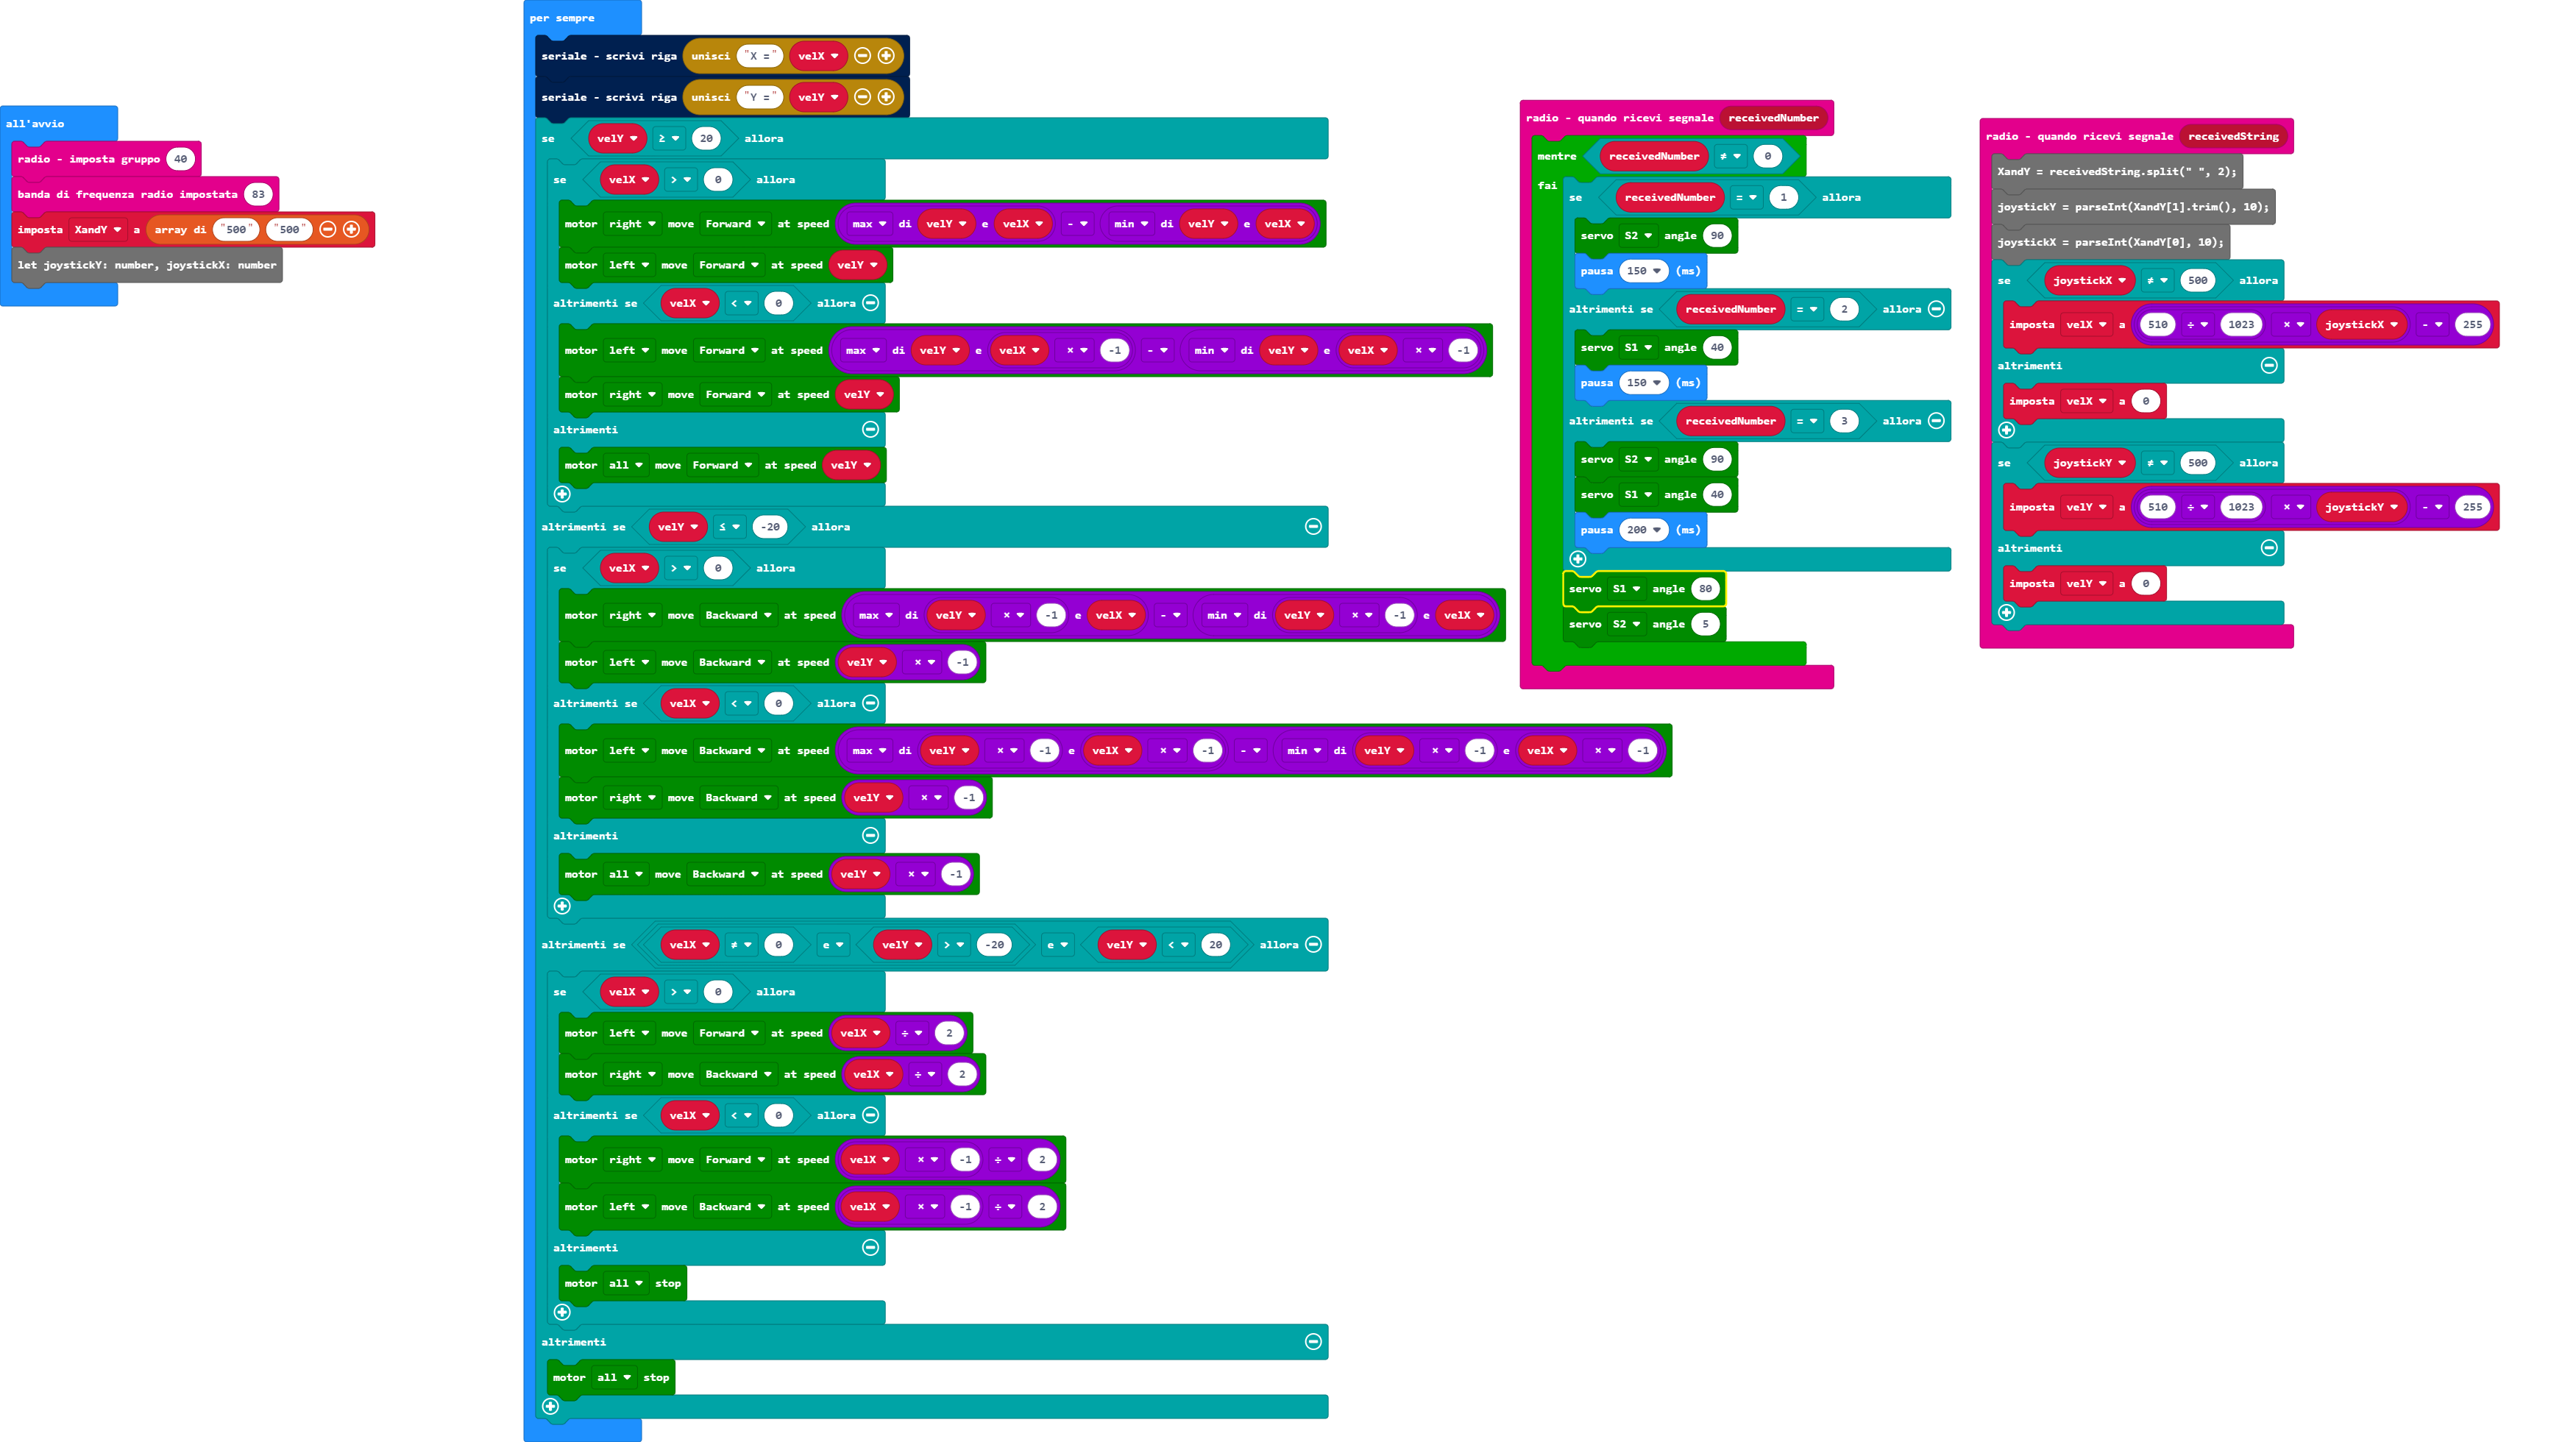 all'avvio
radio - imposta gruppo 40
banda di frequenza radio impostata 83
imposta XandY a array di "500" "500"
let joystickY: number, joystickX: number
per sempre
seriale - scrivi riga unisci "X =" velX
seriale - scrivi riga unisci "Y =" velY
se velY ≥ 20 allora
se velX > 0 allora
motor right move Forward at speed max di velY e velX - min di velY e velX
motor left move Forward at speed velY
altrimenti se velX < 0 allora
motor left move Forward at speed max di velY e velX × -1 - min di velY e velX × -1
motor right move Forward at speed velY
altrimenti
motor all move Forward at speed velY
altrimenti se velY ≤ -20 allora
se velX > 0 allora
motor right move Backward at speed max di velY × -1 e velX - min di velY × -1 e velX
motor left move Backward at speed velY × -1
altrimenti se velX < 0 allora
motor left move Backward at speed max di velY × -1 e velX × -1 - min di velY × -1 e velX × -1
motor right move Backward at speed velY × -1
altrimenti
motor all move Backward at speed velY × -1
altrimenti se velX ≠ 0 e velY > -20 e velY < 20 allora
se velX > 0 allora
motor left move Forward at speed velX ÷ 2
motor right move Backward at speed velX ÷ 2
altrimenti se velX < 0 allora
motor right move Forward at speed velX × -1 ÷ 2
motor left move Backward at speed velX × -1 ÷ 2
altrimenti
motor all stop
altrimenti
motor all stop
radio - quando ricevi segnale receivedNumber
mentre receivedNumber ≠ 0
fai
se receivedNumber = 1 allora
servo S2 angle 90
pausa 150 (ms)
altrimenti se receivedNumber = 2 allora
servo S1 angle 40
pausa 150 (ms)
altrimenti se receivedNumber = 3 allora
servo S2 angle 90
servo S1 angle 40
pausa 200 (ms)
servo S1 angle 80
servo S2 angle 5
radio - quando ricevi segnale receivedString
XandY = receivedString.split(" ", 2);
joystickY = parseInt(XandY[1].trim(), 10);
joystickX = parseInt(XandY[0], 10);
se joystickX ≠ 500 allora
imposta velX a 510 ÷ 1023 × joystickX - 255
altrimenti
imposta velX a 0
se joystickY ≠ 500 allora
imposta velY a 510 ÷ 1023 × joystickY - 255
altrimenti
imposta velY a 0